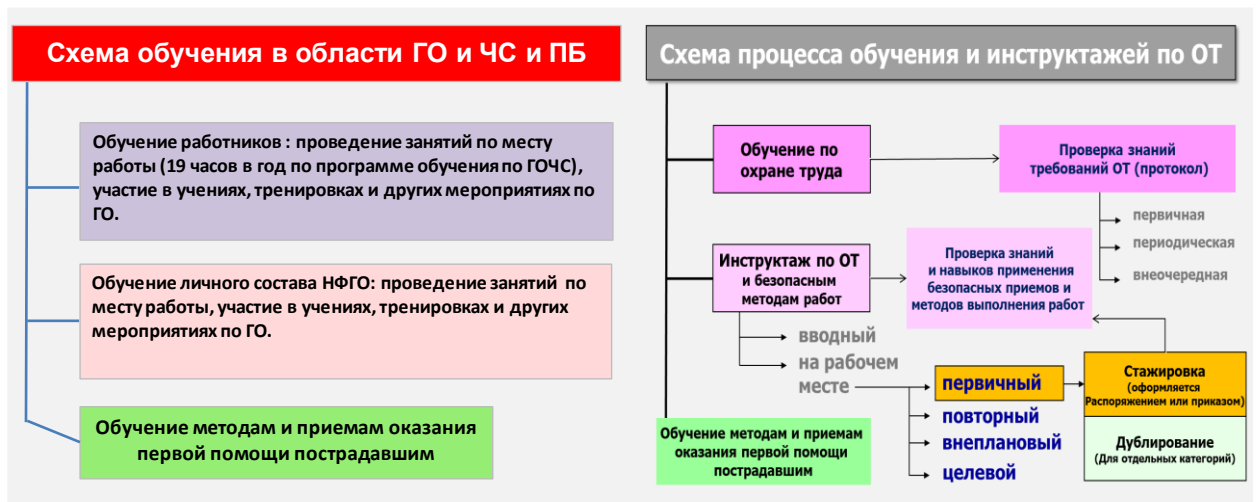 Схема обучения в области ГО и ЧС и ПБ
Обучение работников : проведение занятий по месту
работы (19 часов в год по программе обучения по ГОЧС),
участие в учениях, тренировках и других мероприятиях по
ГО.
Обучение личного состава НФГО: проведение занятий по
месту работы, участие в учениях, тренировках и других
мероприятиях по ГО.
Обучение методам и приемам оказания
первой помощи пострадавшим
Схема процесса обучения и инструктажей по ОТ
Обучение по
охране труда
Проверка знаний
требований ОТ (протокол)
первичная
периодическая
внеочередная
Инструктаж по ОТ
и безопасным
методам работ
Проверка знаний
и навыков применения
безопасных приемов и
методов выполнения работ
вводный
на рабочем
месте
первичный
повторный
внеплановый
целевой
Стажировка
(оформляется
Распоряжением или приказом)
Дублирование
(Для отдельных категорий)
Обучение методам и приемам
оказания первой помощи
пострадавшим